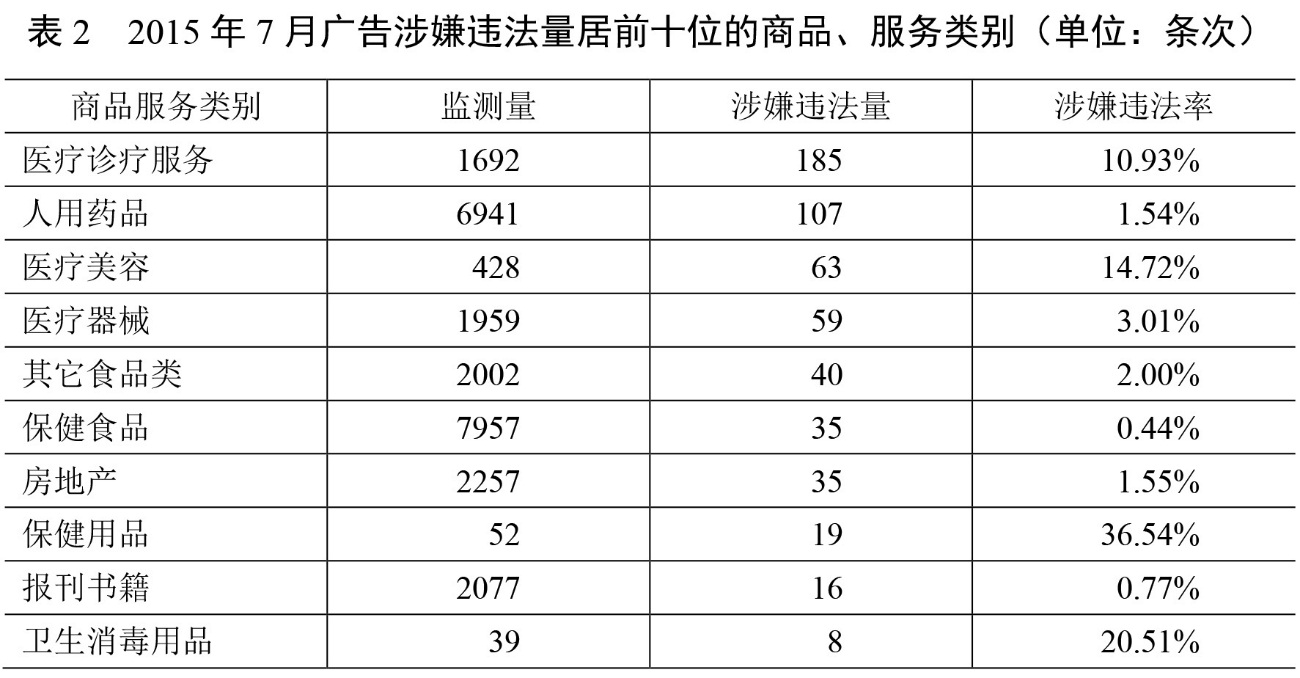 表 2 2015 年 7 月广告涉嫌违法量居前十位的商品、服务类别（单位：条次）
商品服务类别 监测量 涉嫌违法量 涉嫌违法率
医疗诊疗服务 1692 185 10.93%
人用药品 6941 107 1.54%
医疗美容 428 63 14.72%
医疗器械 1959 59 3.01%
其它食品类 2002 40 2.00%
保健食品 7957 35 0.44%
房地产 2257 35 1.55%
保健用品 52 19 36.54%
报刊书籍 2077 16 0.77%
卫生消毒用品 39 8 20.51%